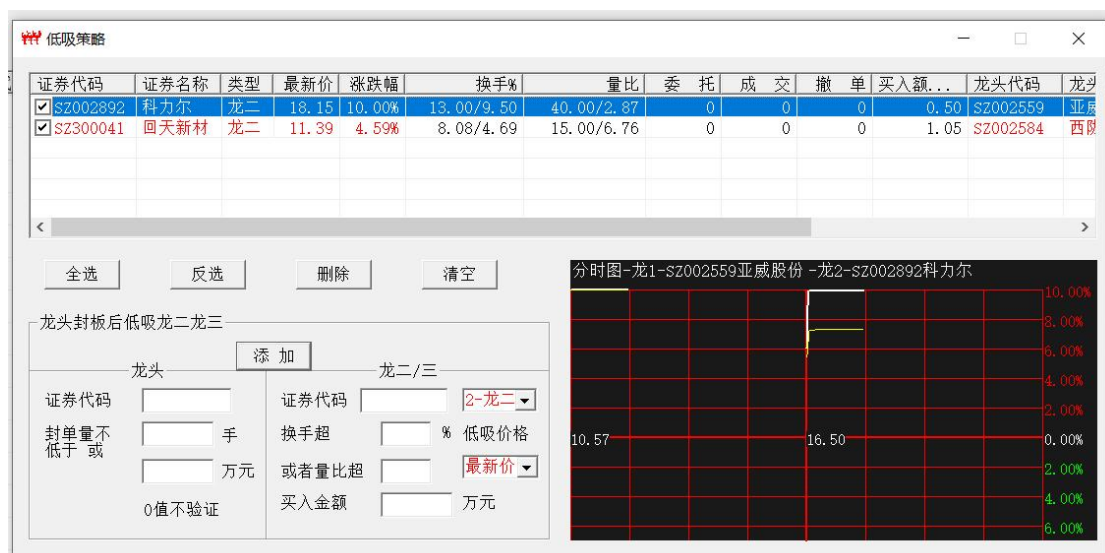 低吸策略
证券代码 证券名称 类型 最新价 涨跌幅 换手% 量比 委 托 成 交 撤 单 买入额... 龙头代码 龙头
SZ002892 科力尔 龙二 18.15 10.00% 13.00/9.50 40.00/2.87 0 0 0 0.50 SZ002559 亚威
SZ300041 回天新材 龙二 11.39 4.59% 8.08/4.69 15.00/6.76 0 0 0 1.05 SZ002584 西陇
全选 反选 删除 清空
龙头封板后低吸龙二龙三
添 加
龙头 龙二/三
证券代码 证券代码 2-龙二
封单量不低于 或 手 换手超 % 低吸价格
万元 或者量比超 最新价
0值不验证 买入金额 万元
分时图-龙1-SZ002559亚威股份 -龙2-SZ002892科力尔
10.00%
8.00%
6.00%
4.00%
2.00%
10.57 16.50 0.00%
2.00%
4.00%
6.00%